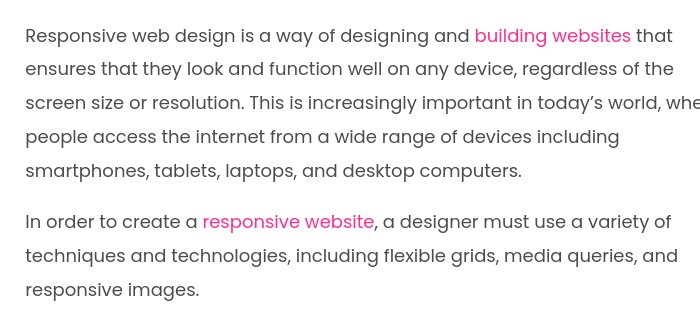 Responsive web design is a way of designing and building websites that
ensures that they look and function well on any device, regardless of the
screen size or resolution. This is increasingly important in today’s world,
people access the internet from a wide range of devices including
smartphones, tablets, laptops, and desktop computers.
In order to create a responsive website, a designer must use a variety of
techniques and technologies, including flexible grids, media queries, and
responsive images.